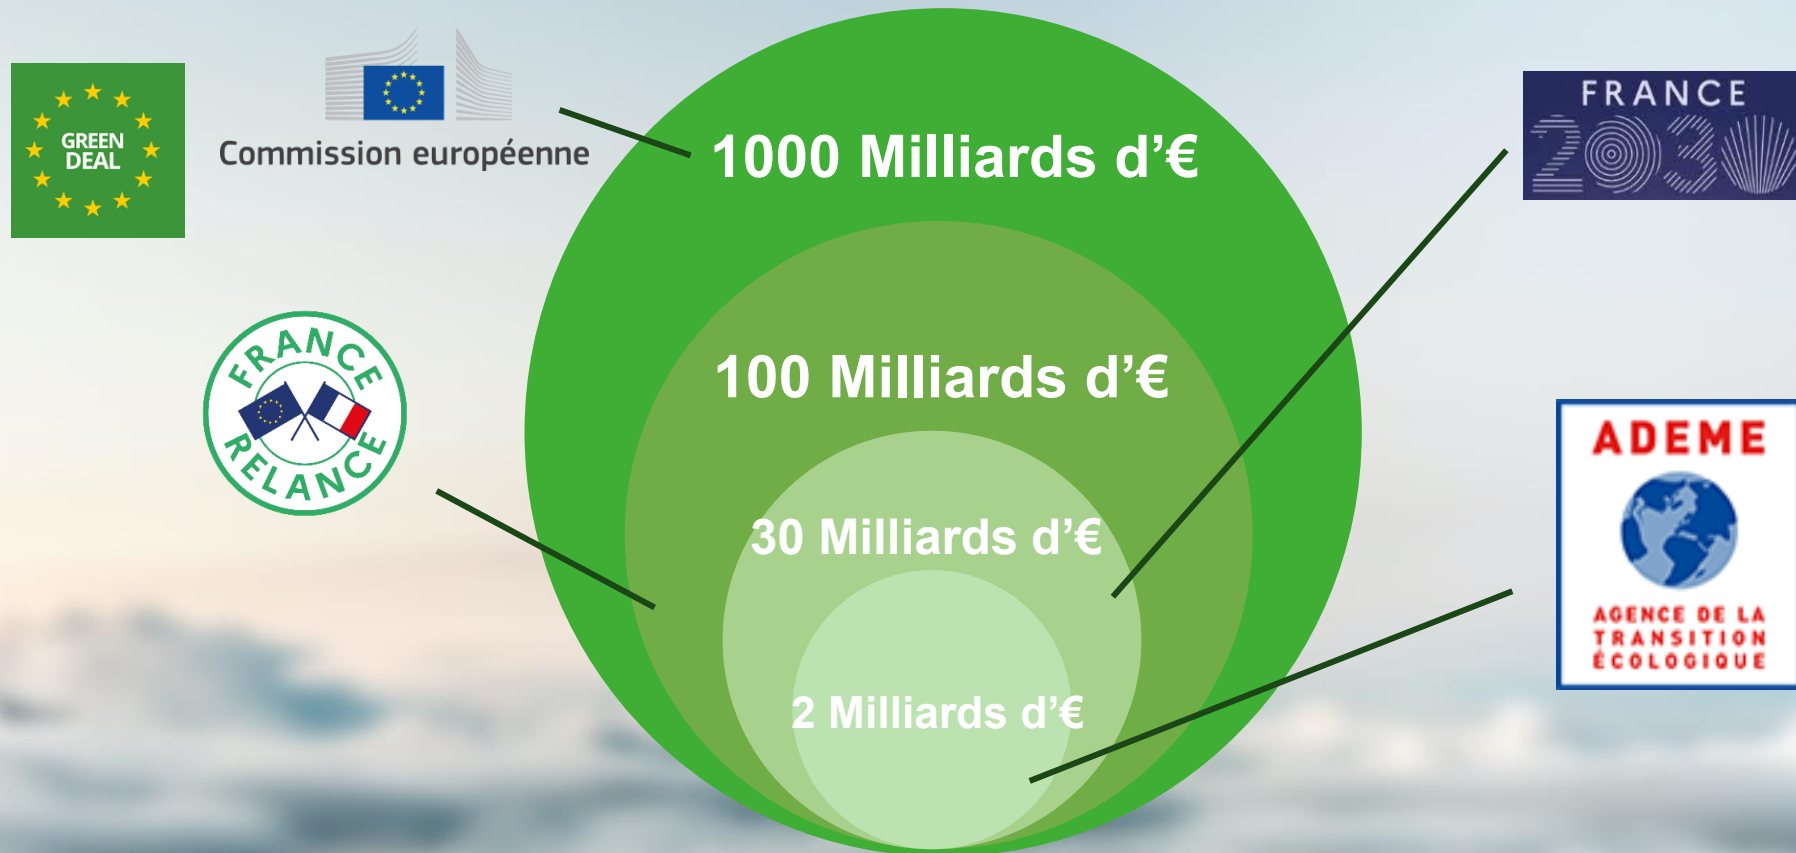 GREEN
DEAL
Commission européenne
1000 Milliards d’€
FRANCE
2030
FRANCE
RELANCE
100 Milliards d’€
30 Milliards d’€
2 Milliards d’€
ADEME
AGENCE DE LA
TRANSITION
ÉCOLOGIQUE